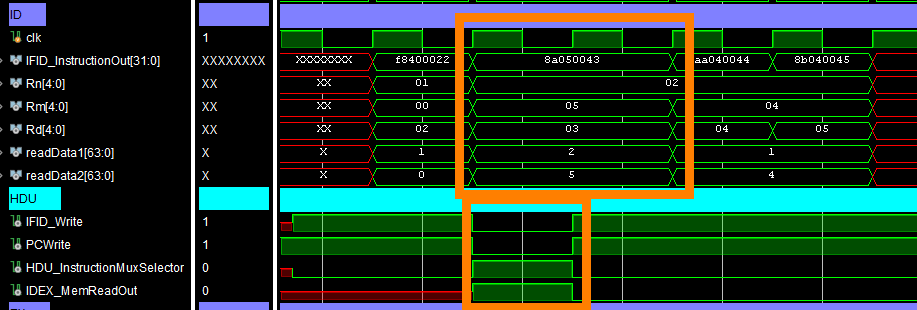 ID
clk 1
IFID_InstructionOut[31:0] XXXXXXXX XXXXXXXX f8400022 8a050043 aa040044 8b040045
Rn[4:0] XX XX 01 02
Rm[4:0] XX XX 00 05 04
Rd[4:0] XX XX 02 03 04 05
readData1[63:0] X X 1 2 1
readData2[63:0] X X 0 5 4
HDU
IFID_Write 1
PCWrite 1
HDU_InstructionMuxSelector 0
IDEX_MemReadOut 0